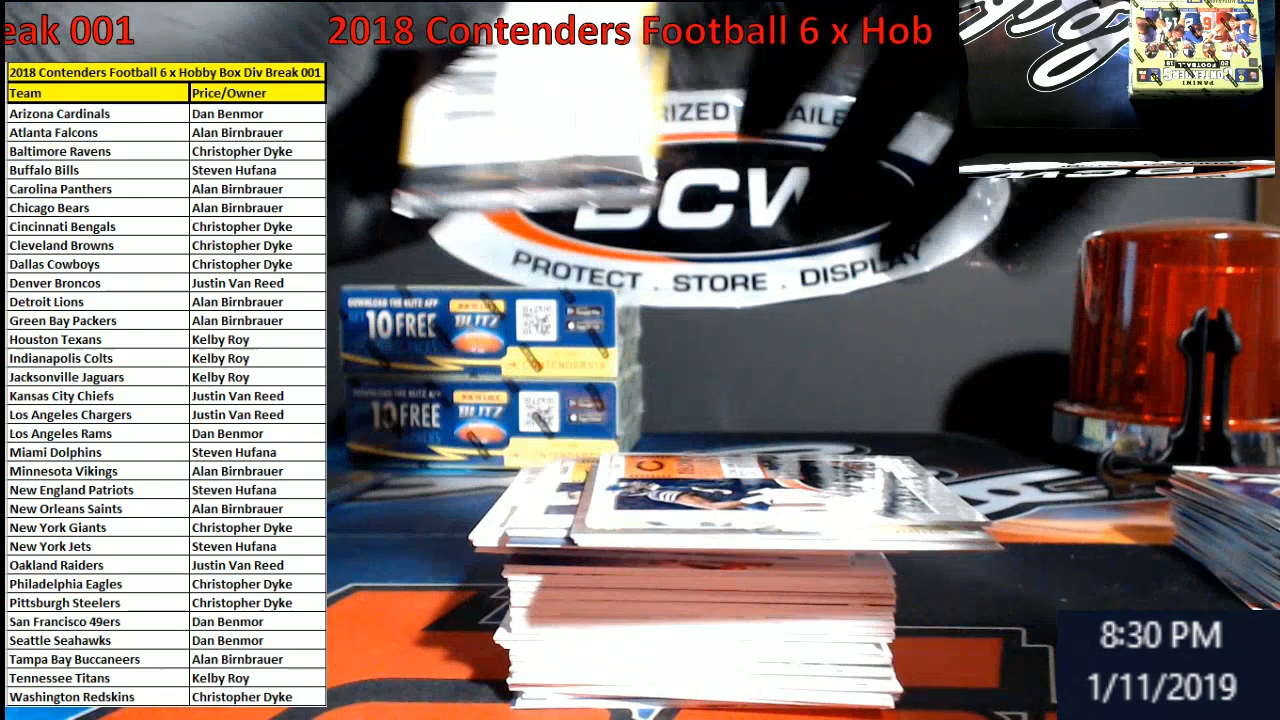 eak 001 2018 Contenders Football 6 x Hob
2018 Contenders Football 6 x Hobby Box Div Break 001
Team Price/Owner
Arizona Cardinals Dan Benmor
Atlanta Falcons Alan Birnbrauer
Baltimore Ravens Christopher Dyke
Buffalo Bills Steven Hufana
Carolina Panthers Alan Birnbrauer
Chicago Bears Alan Birnbrauer
Cincinnati Bengals Christopher Dyke
Cleveland Browns Christopher Dyke
Dallas Cowboys Christopher Dyke
Denver Broncos Justin Van Reed
Detroit Lions Alan Birnbrauer
Green Bay Packers Alan Birnbrauer
Houston Texans Kelby Roy
Indianapolis Colts Kelby Roy
Jacksonville Jaguars Kelby Roy
Kansas City Chiefs Justin Van Reed
Los Angeles Chargers Justin Van Reed
Los Angeles Rams Dan Benmor
Miami Dolphins Steven Hufana
Minnesota Vikings Alan Birnbrauer
New England Patriots Steven Hufana
New Orleans Saints Alan Birnbrauer
New York Giants Christopher Dyke
New York Jets Steven Hufana
Oakland Raiders Justin Van Reed
Philadelphia Eagles Christopher Dyke
Pittsburgh Steelers Christopher Dyke
San Francisco 49ers Dan Benmor
Seattle Seahawks Dan Benmor
Tampa Bay Buccaneers Alan Birnbrauer
Tennessee Titans Kelby Roy
Washington Redskins Christopher Dyke
RIZED AILE
BCW
PROTECT . STORE . DISPLAY
DOWNLOAD THE BLITZ APP
10 FREE
BLITZ
10 FREE
BLITZ
PANINI
CONTENDERS
FOOTBALL
8:30 PM
1/11/2019